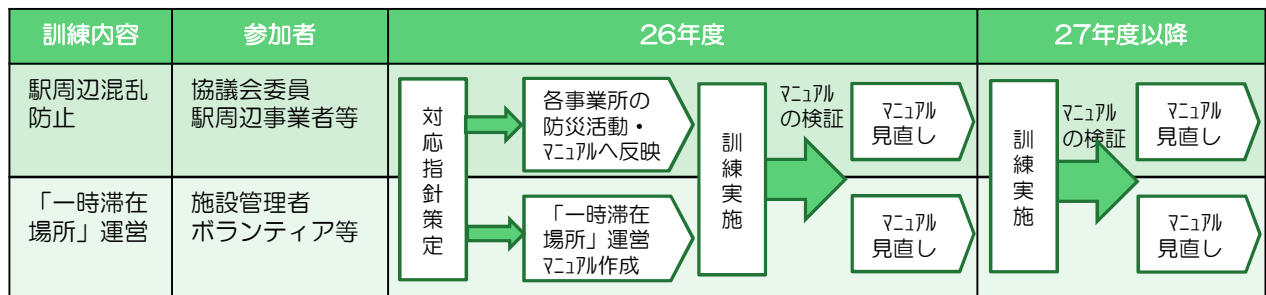 訓練内容
参加者
26年度
27年度以降
駅周辺混乱
防止
協議会委員
駅周辺事業者等
対応指針策定
各事業所の
防災活動・
ﾏﾆｭｱﾙへ反映
訓練実施
ﾏﾆｭｱﾙ
の検証
ﾏﾆｭｱﾙ
見直し
訓練実施
ﾏﾆｭｱﾙ
の検証
ﾏﾆｭｱﾙ
見直し
「一時滞在
場所」運営
施設管理者
ボランティア等
「一時滞在
場所」運営
ﾏﾆｭｱﾙ作成
ﾏﾆｭｱﾙ
見直し
ﾏﾆｭｱﾙ
見直し